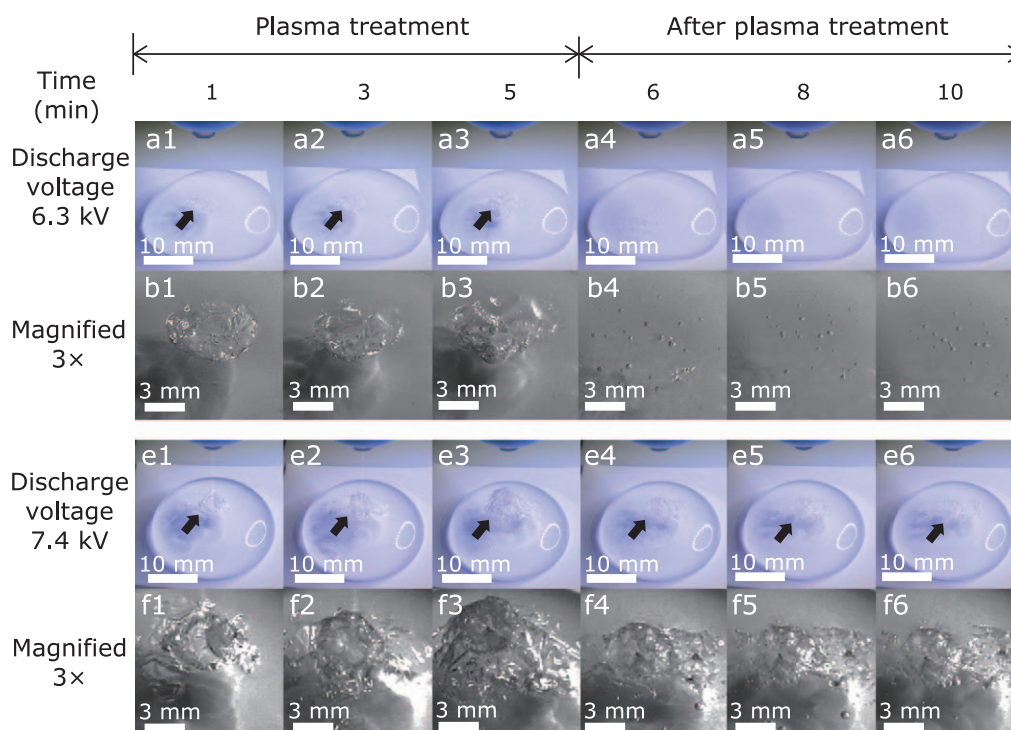 Plasma treatment After plasma treatment
Time
(min)
1 3 5 6 8 10
Discharge
voltage
6.3 kV
a1 a2 a3 a4 a5 a6
10 mm 10 mm 10 mm 10 mm 10 mm 10 mm
Magnified
3×
b1 b2 b3 b4 b5 b6
3 mm 3 mm 3 mm 3 mm 3 mm 3 mm
Discharge
voltage
7.4 kV
e1 e2 e3 e4 e5 e6
10 mm 10 mm 10 mm 10 mm 10 mm 10 mm
Magnified
3×
f1 f2 f3 f4 f5 f6
3 mm 3 mm 3 mm 3 mm 3 mm 3 mm